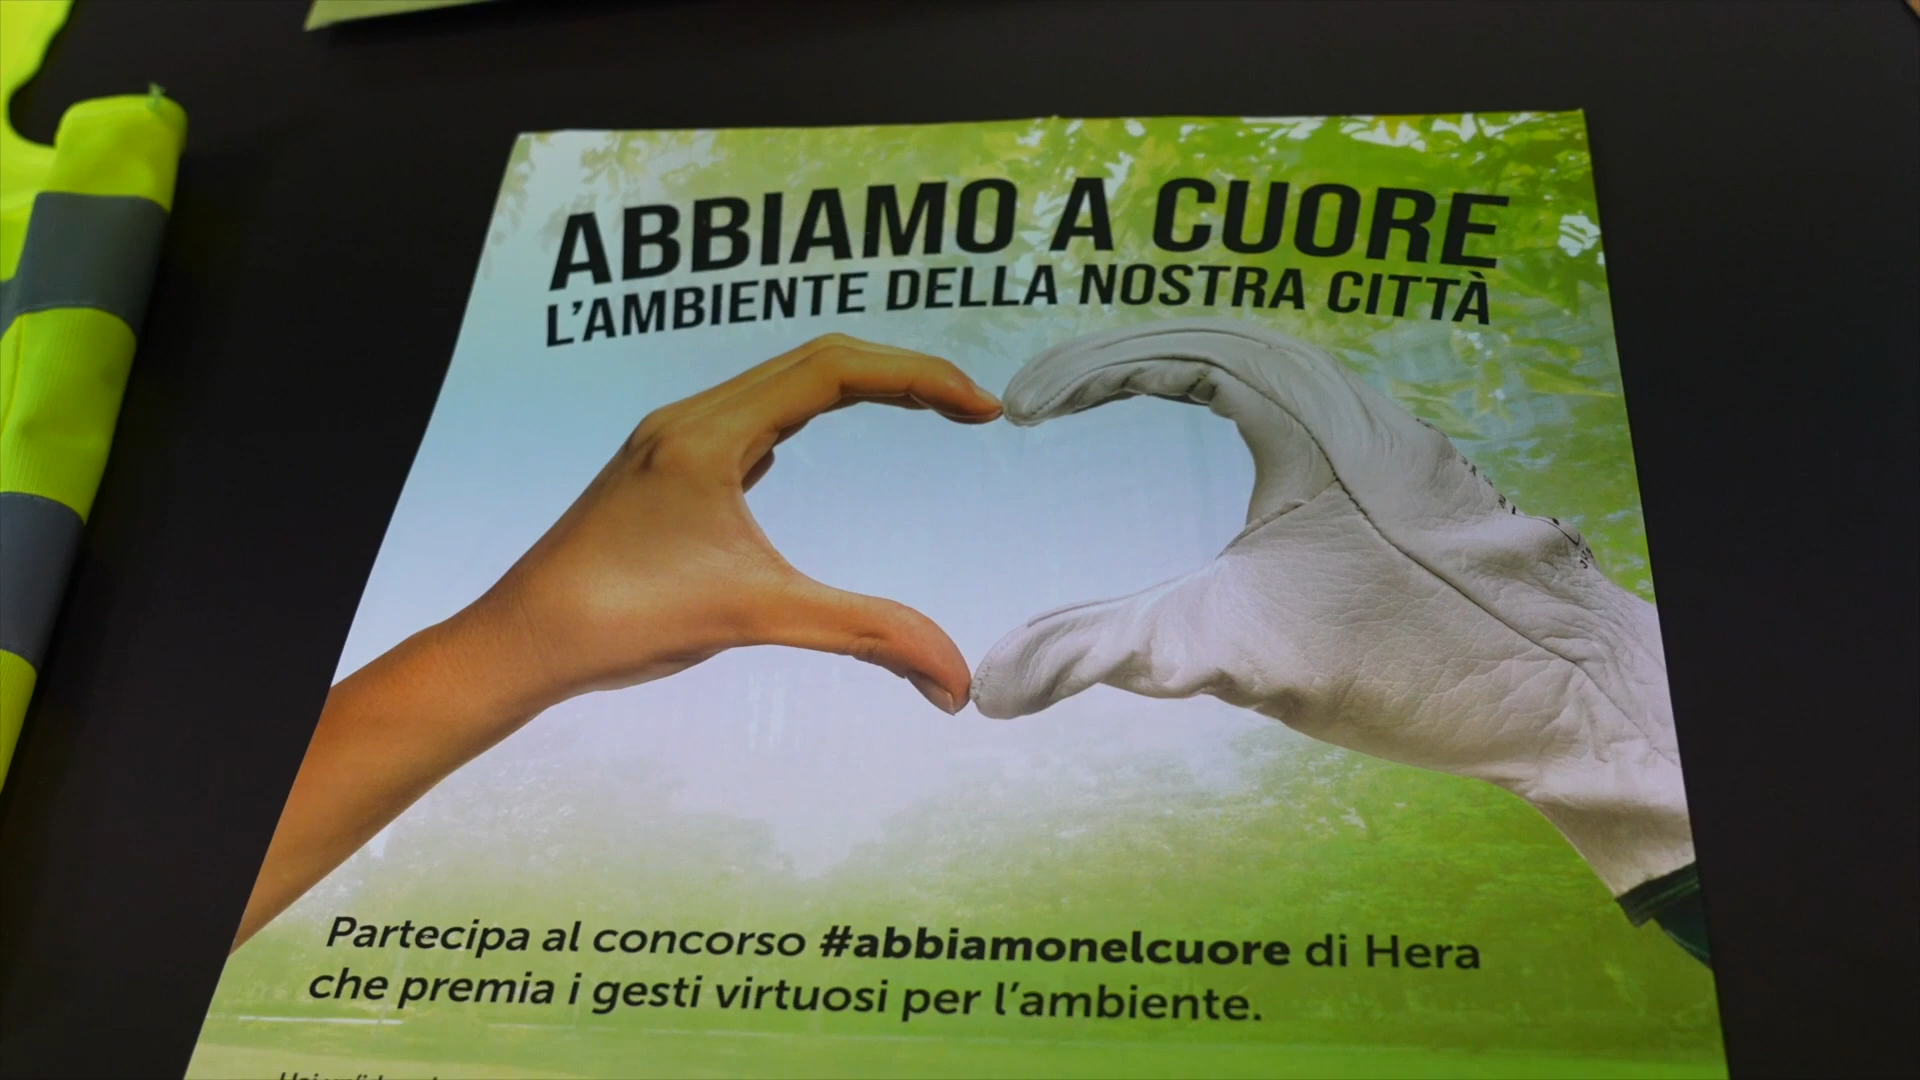 ABBIAMO A CUORE
L'AMBIENTE DELLA NOSTRA CITTÀ
Partecipa al concorso #abbiamonelcuore di Hera
che premia i gesti virtuosi per l'ambiente.